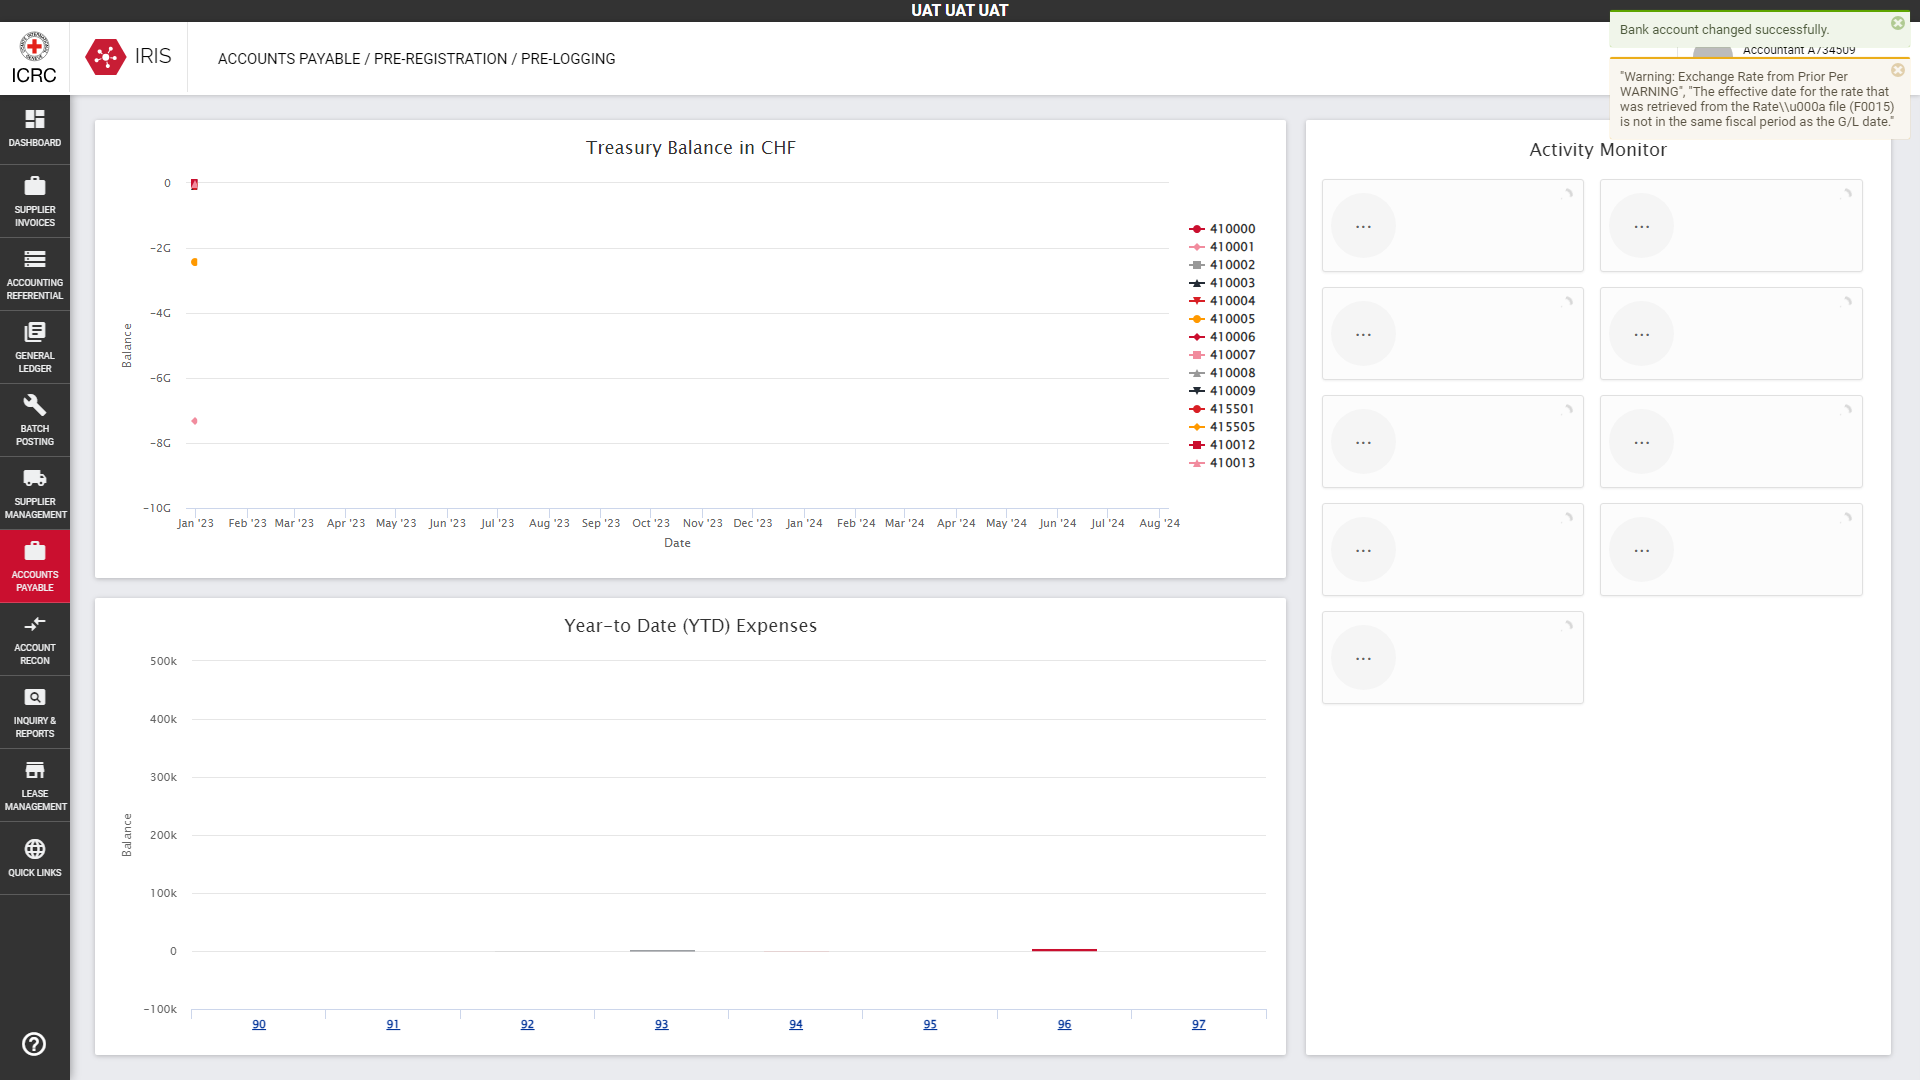 UAT UAT UAT
ICRC
IRIS
ACCOUNTS PAYABLE / PRE-REGISTRATION / PRE-LOGGING
Accountant A734509
Bank account changed successfully.
"Warning: Exchange Rate from Prior Per
WARNING", "The effective date for the rate that
was retrieved from the Rate\\u000a file (F0015)
is not in the same fiscal period as the G/L date."
DASHBOARD
SUPPLIER
INVOICES
ACCOUNTING
REFERENTIAL
GENERAL
LEDGER
BATCH
POSTING
SUPPLIER
MANAGEMENT
ACCOUNTS
PAYABLE
ACCOUNT
RECON
INQUIRY &
REPORTS
LEASE
MANAGEMENT
QUICK LINKS
Treasury Balance in CHF
Balance
0
−2G
−4G
−6G
−8G
−10G
Jan '23 Feb '23 Mar '23 Apr '23 May '23 Jun '23 Jul '23 Aug '23 Sep '23 Oct '23 Nov '23 Dec '23 Jan '24 Feb '24 Mar '24 Apr '24 May '24 Jun '24 Jul '24 Aug '24
Date
410000
410001
410002
410003
410004
410005
410006
410007
410008
410009
415501
415505
410012
410013
Year-to Date (YTD) Expenses
Balance
500k
400k
300k
200k
100k
0
−100k
90 91 92 93 94 95 96 97
Activity Monitor
... ...
... ...
... ...
... ...
...